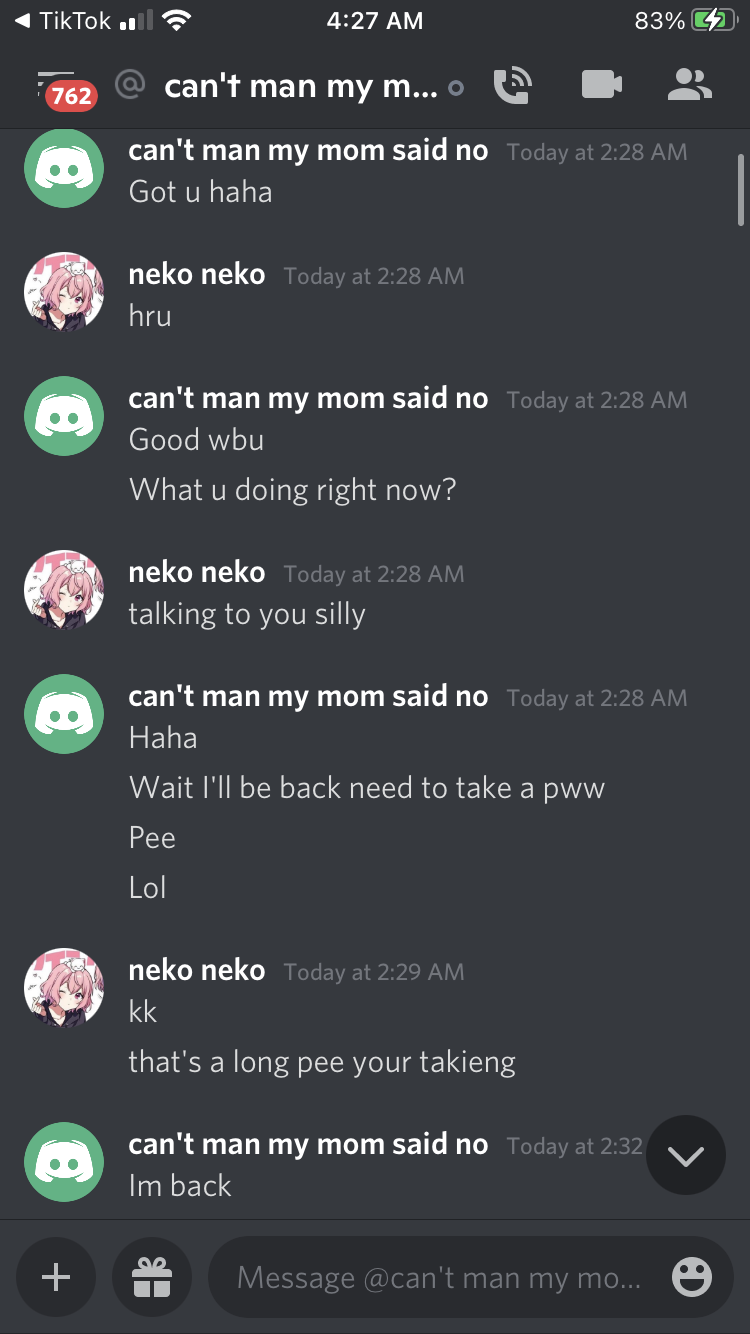 TikTok 4:27 AM 83%
762 @ can't man my m...
can't man my mom said no Today at 2:28 AM
Got u haha
neko neko Today at 2:28 AM
hru
can't man my mom said no Today at 2:28 AM
Good wbu
What u doing right now?
neko neko Today at 2:28 AM
talking to you silly
can't man my mom said no Today at 2:28 AM
Haha
Wait I'll be back need to take a pww
Pee
Lol
neko neko Today at 2:29 AM
kk
that's a long pee your takieng
can't man my mom said no Today at 2:32
Im back
Message @can't man my mo...